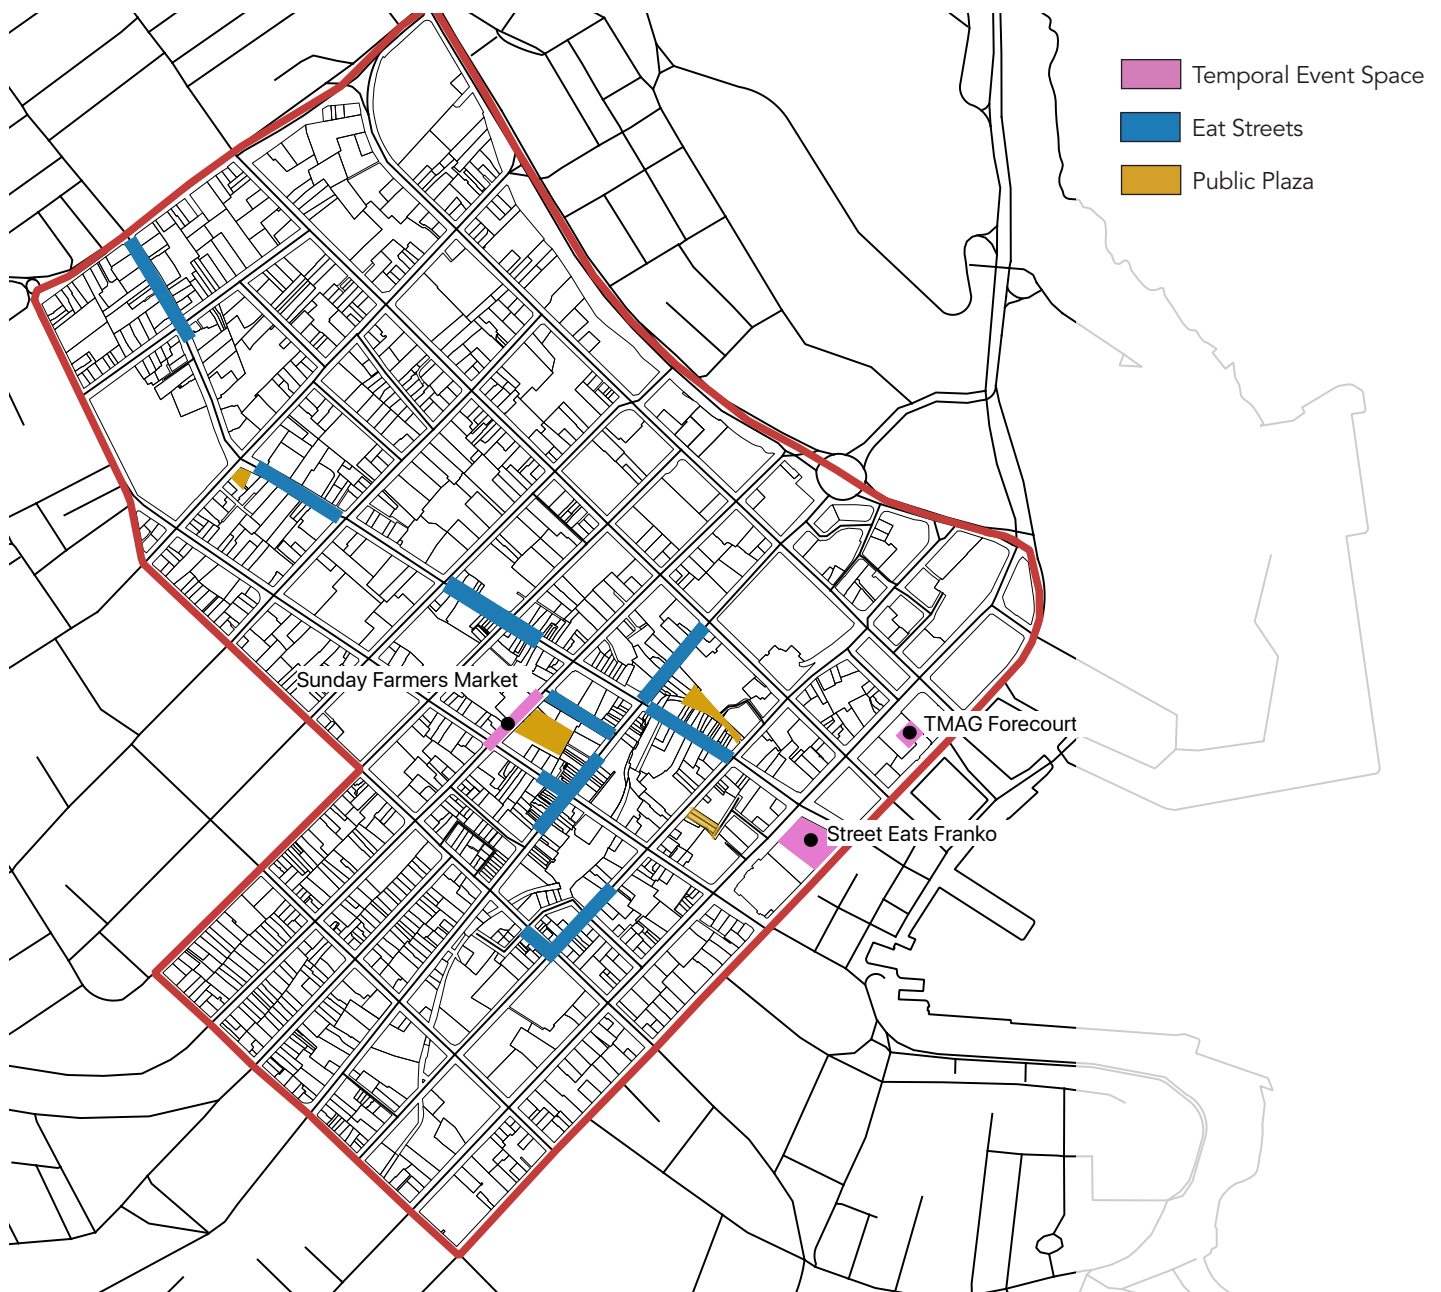 Temporal Event Space
Eat Streets
Public Plaza
Sunday Farmers Market
TMAG Forecourt
Street Eats Franko